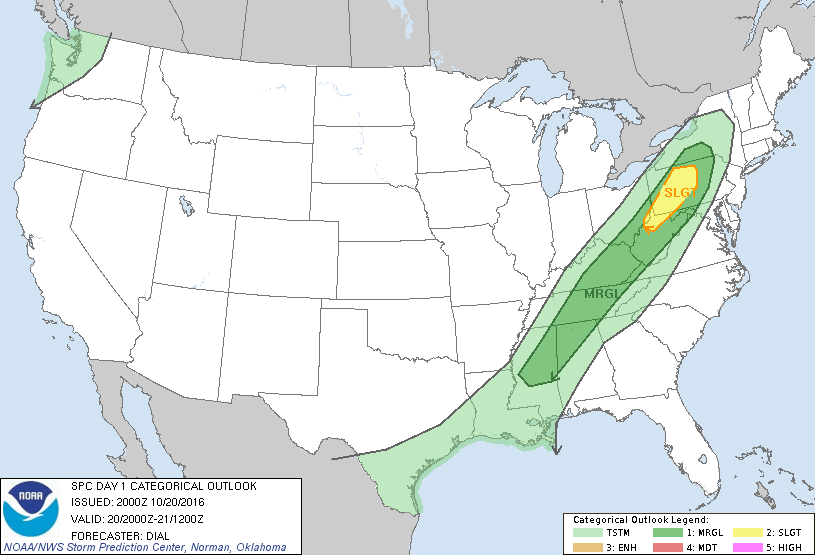 SLGT
MRGL
NOAA
SPC DAY 1 CATEGORICAL OUTLOOK
ISSUED: 2000Z 10/20/2016
VALID: 20/2000Z-21/1200Z
FORECASTER: DIAL
NOAA/NWS Storm Prediction Center, Norman, Oklahoma
Categorical Outlook Legend:
TSTM 1: MRGL 2: SLGT
3: ENH 4: MDT 5: HIGH